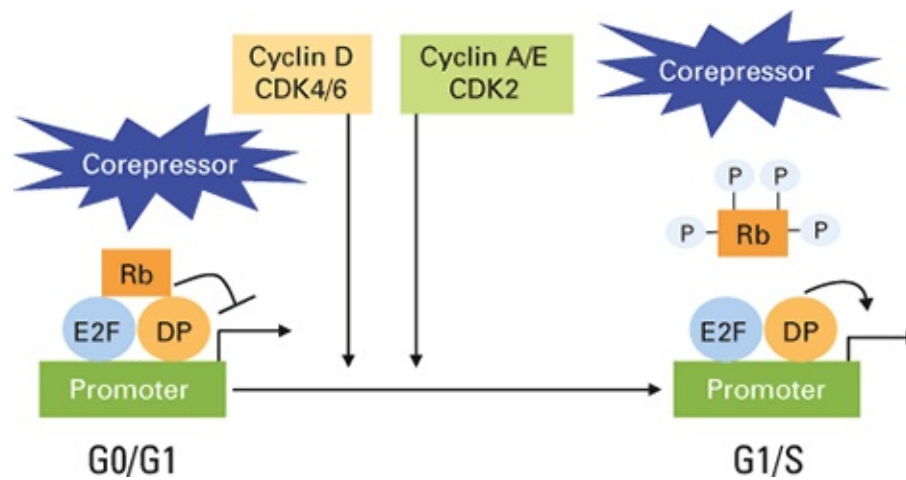 Cyclin D
CDK4/6
Cyclin A/E
CDK2
Corepressor
Corepressor
P
P
P
Rb
P
Rb
E2F
DP
E2F
DP
Promoter
Promoter
G0/G1
G1/S